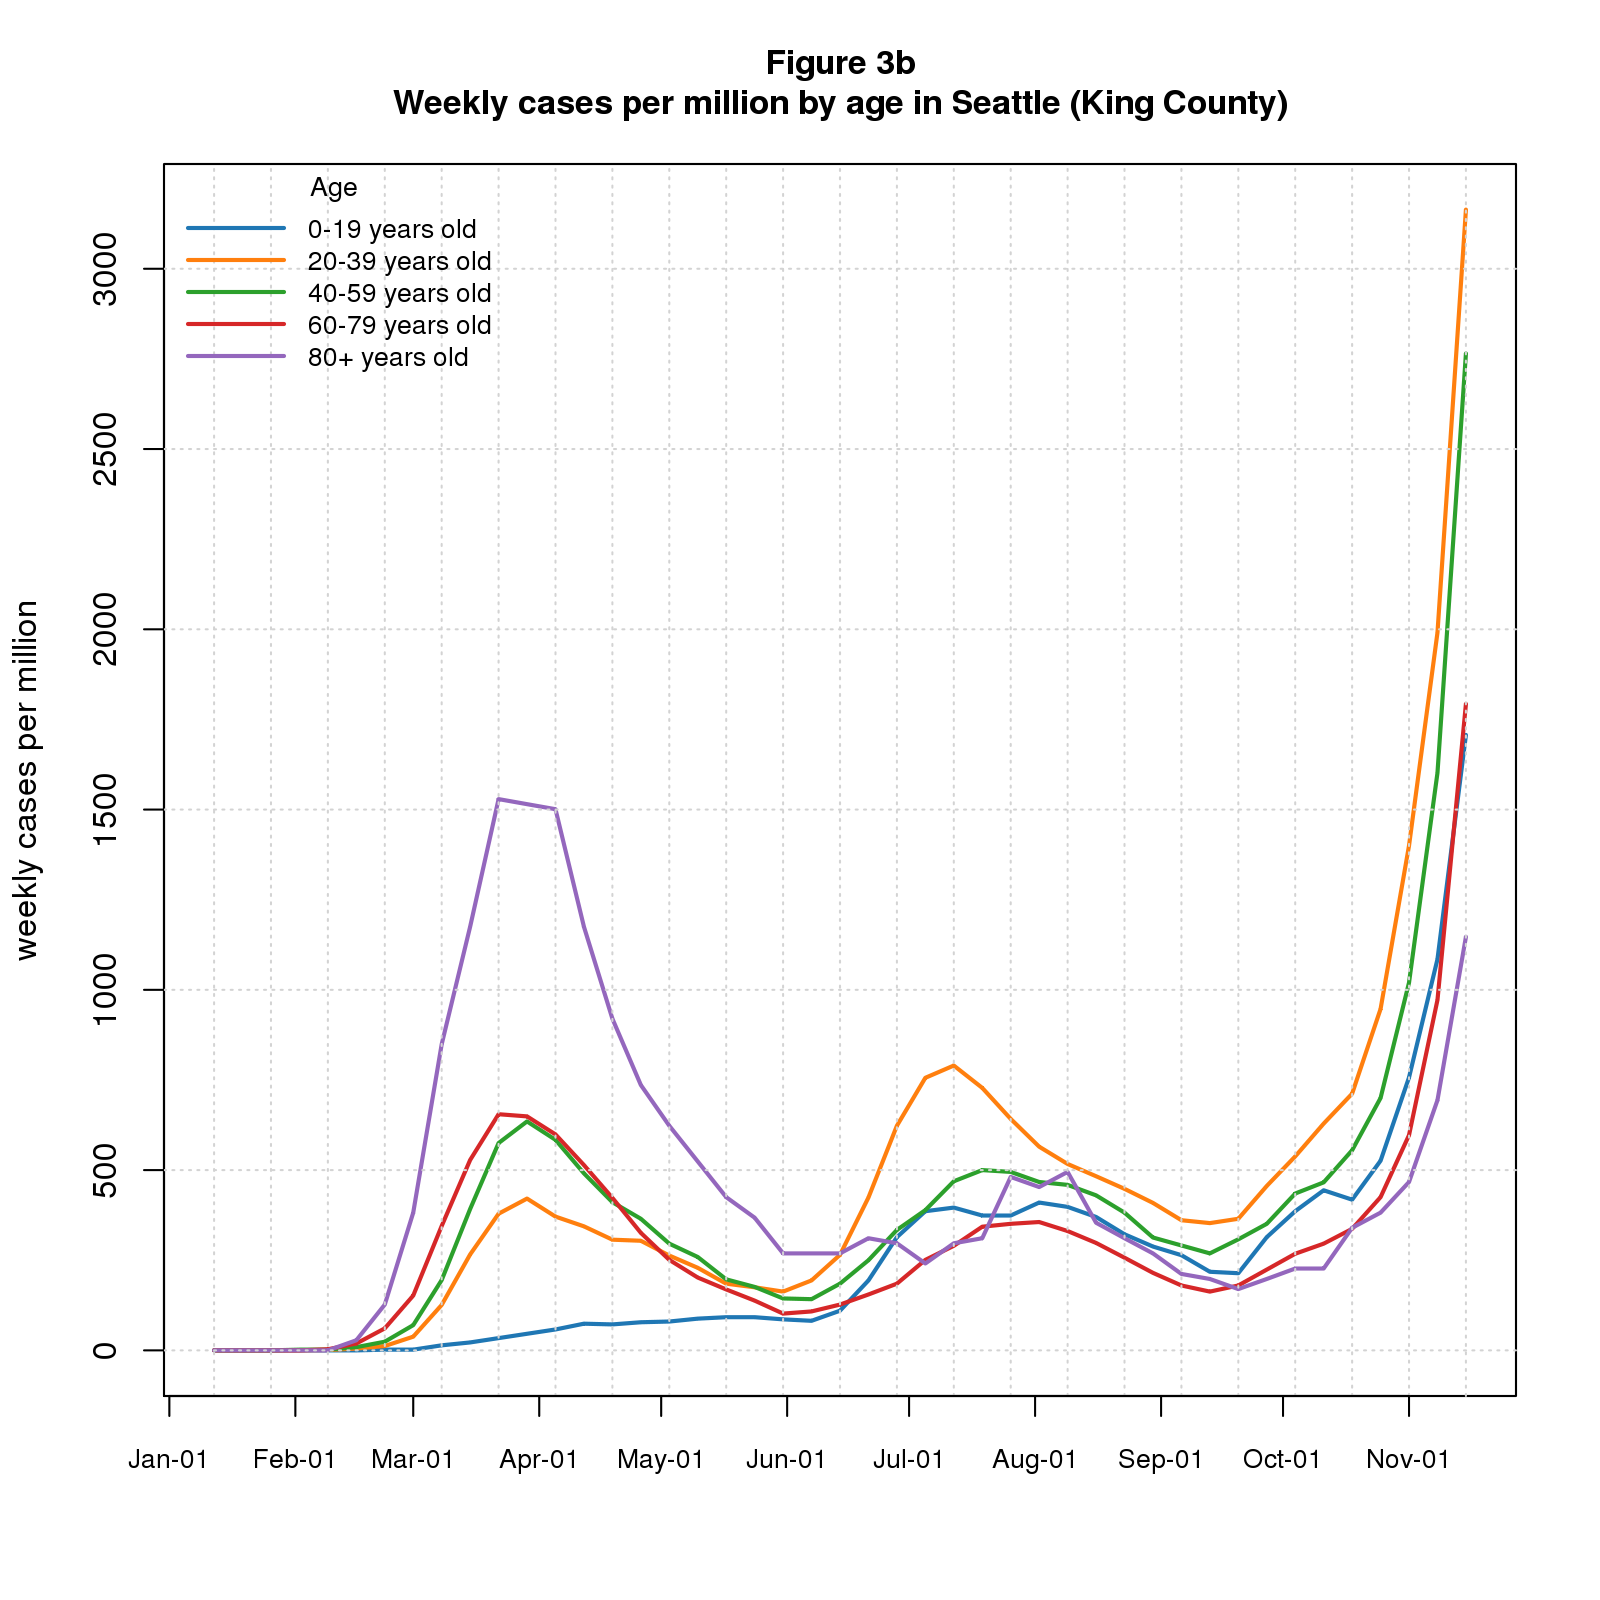 Figure 3b
Weekly cases per million by age in Seattle (King County)
Age
0-19 years old
20-39 years old
40-59 years old
60-79 years old
80+ years old
weekly cases per million
3000
2500
2000
1500
1000
500
0
Jan-01 Feb-01 Mar-01 Apr-01 May-01 Jun-01 Jul-01 Aug-01 Sep-01 Oct-01 Nov-01